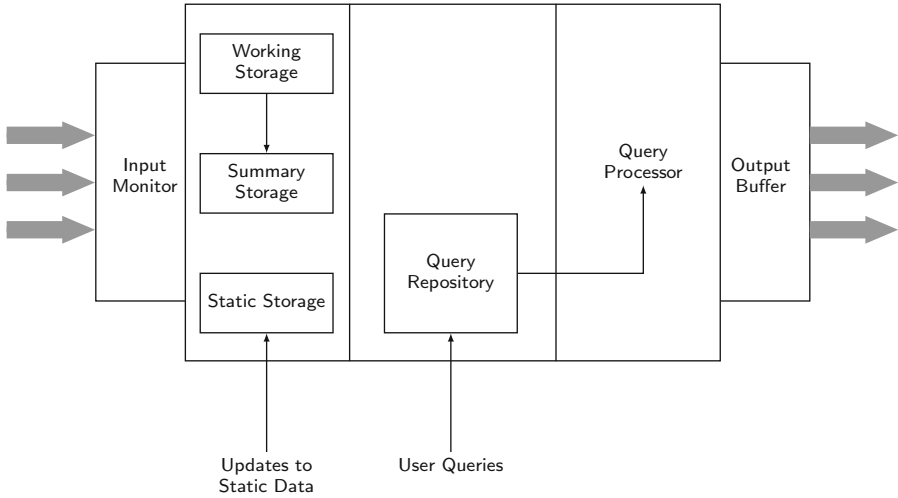 Working
Storage
Input
Monitor
Summary
Storage
Static Storage
Query
Repository
Query
Processor
Output
Buffer
Updates to
Static Data
User Queries